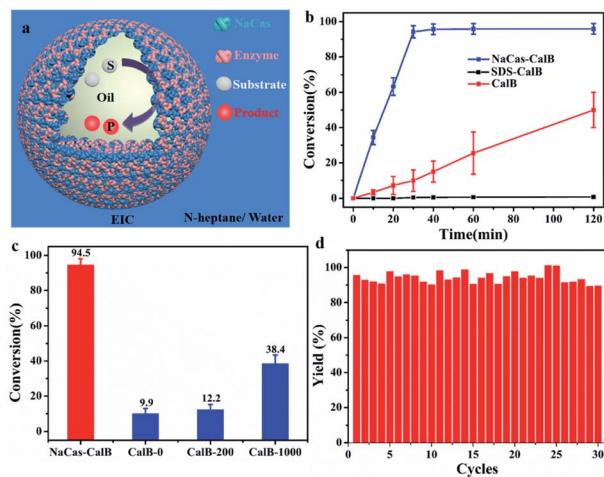 a
NaCas
Enzyme
Substrate
Product
S
Oil
P
EIC
N-heptane/ Water
b
Conversion(%)
100
80
60
40
20
0
0
20
40
60
80
100
120
Time(min)
NaCas-CalB
SDS-CalB
CalB
c
Conversion(%)
100
80
60
40
20
0
94.5
9.9
12.2
38.4
NaCas-CalB
CalB-0
CalB-200
CalB-1000
d
Yield (%)
100
80
60
40
20
0
0
5
10
15
20
25
30
Cycles